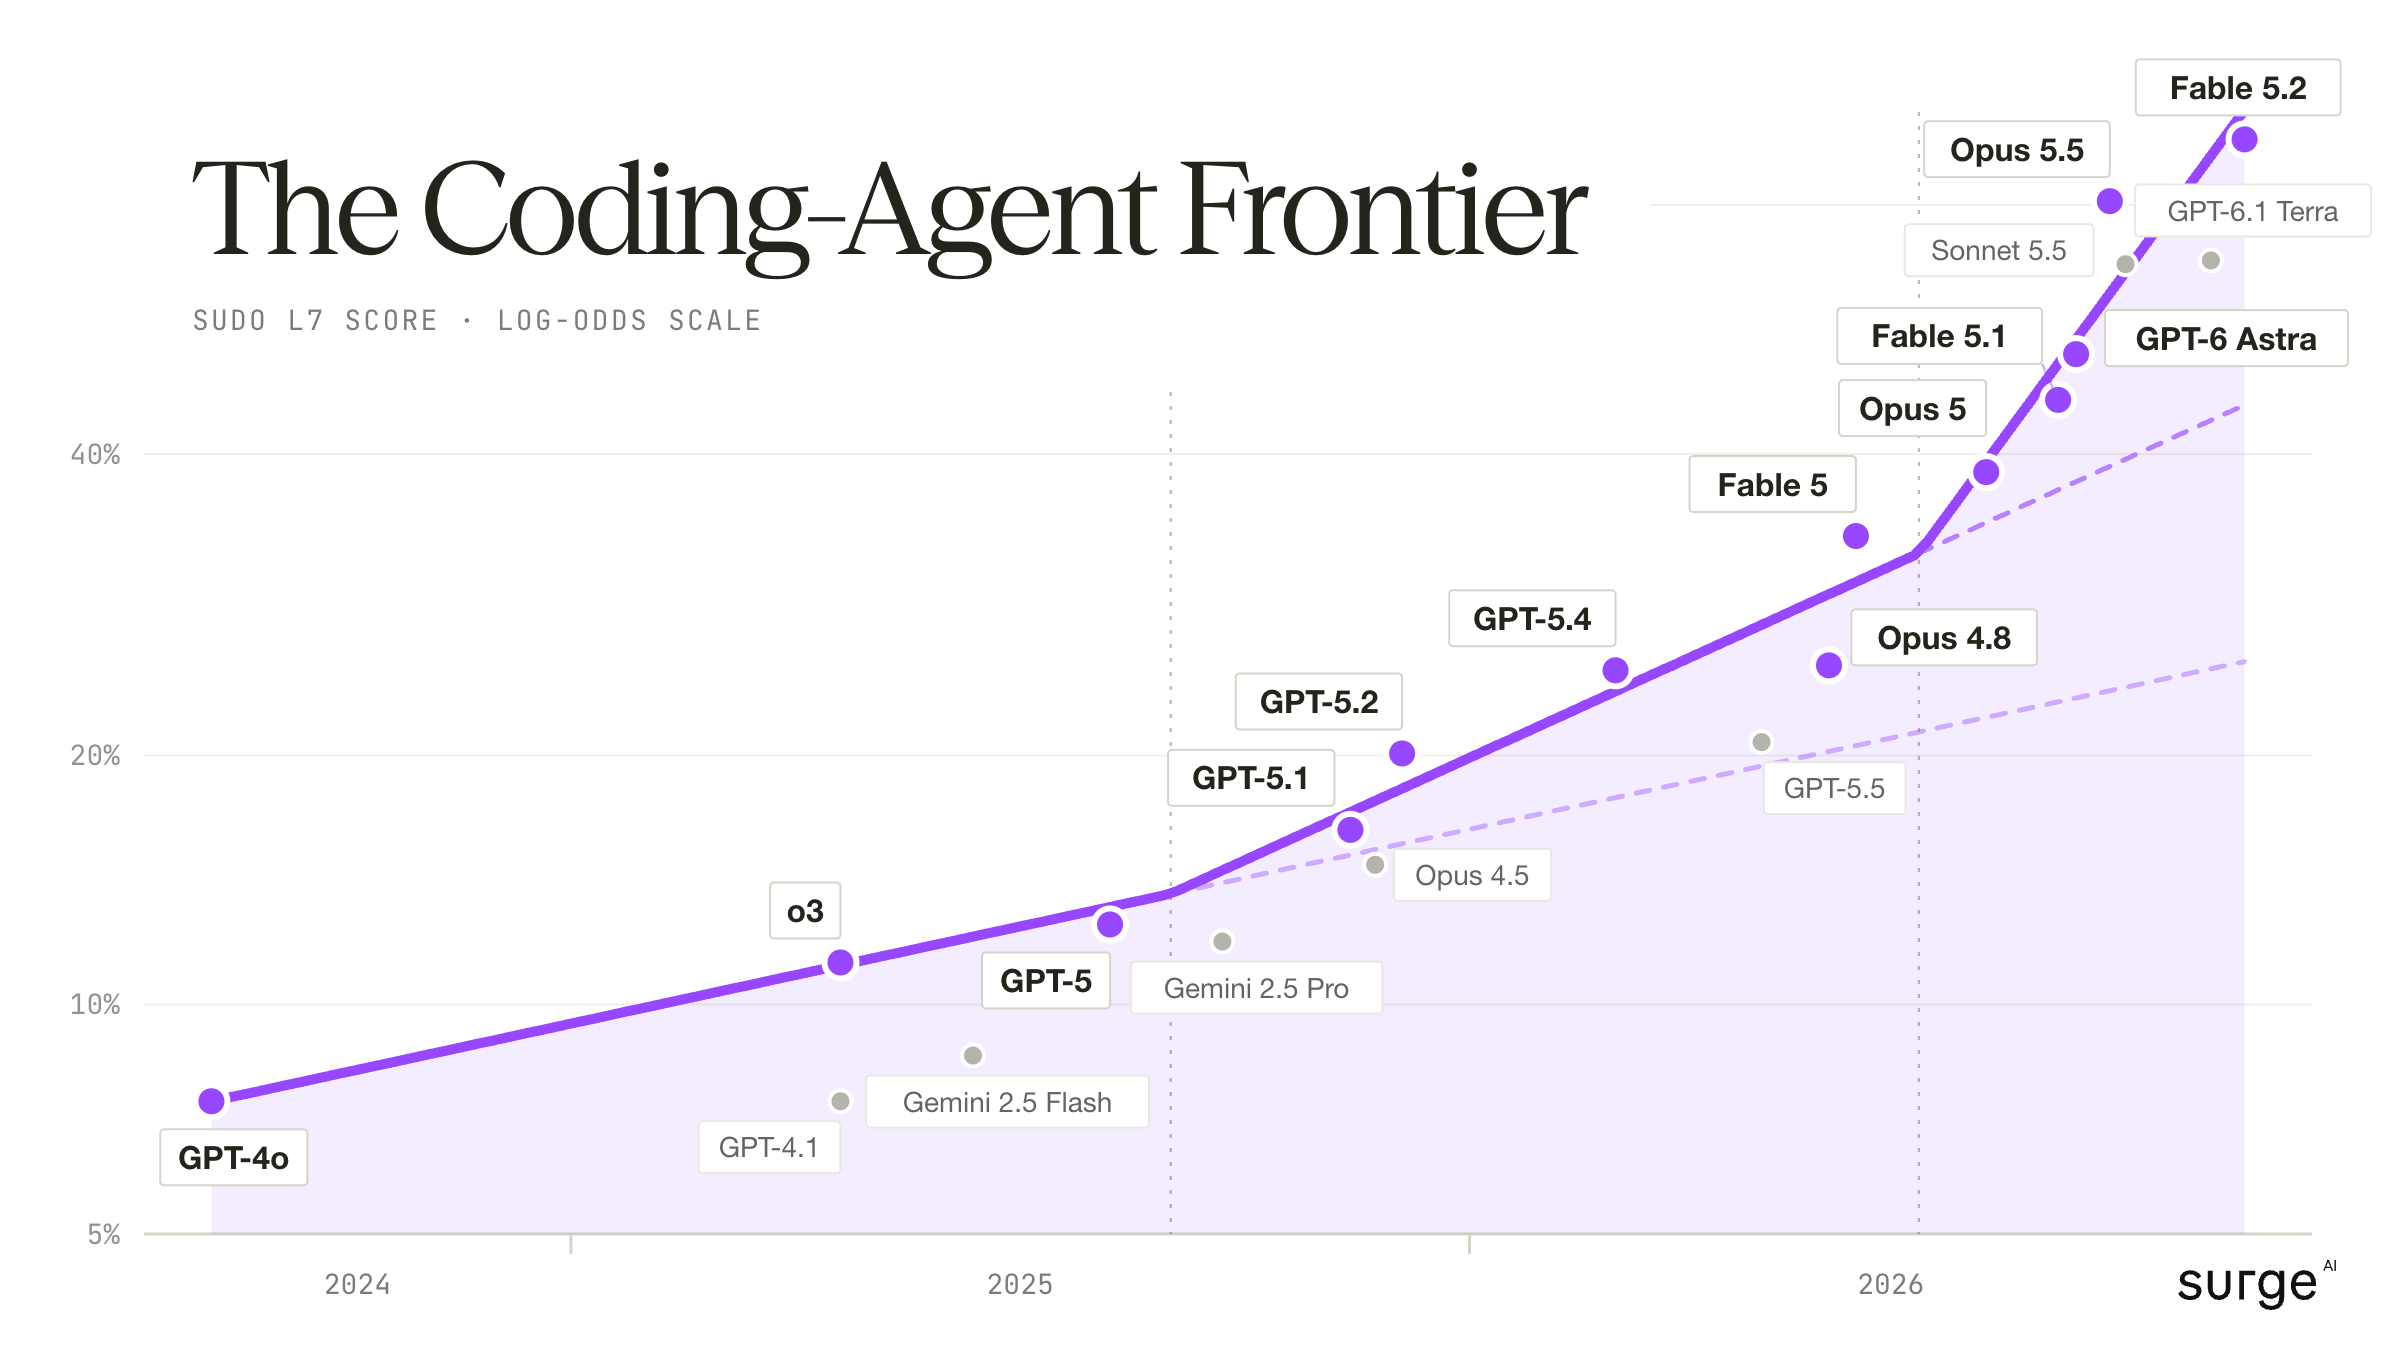 The Coding-Agent Frontier
SUDO L7 SCORE · LOG-ODDS SCALE
Fable 5.2
Opus 5.5
GPT-6.1 Terra
Sonnet 5.5
Fable 5.1
GPT-6 Astra
Opus 5
40%
Fable 5
GPT-5.4
Opus 4.8
GPT-5.2
20%
GPT-5.1
GPT-5.5
Opus 4.5
o3
GPT-5
Gemini 2.5 Pro
10%
Gemini 2.5 Flash
GPT-4.1
GPT-4o
5%
2024
2025
2026
surge AI